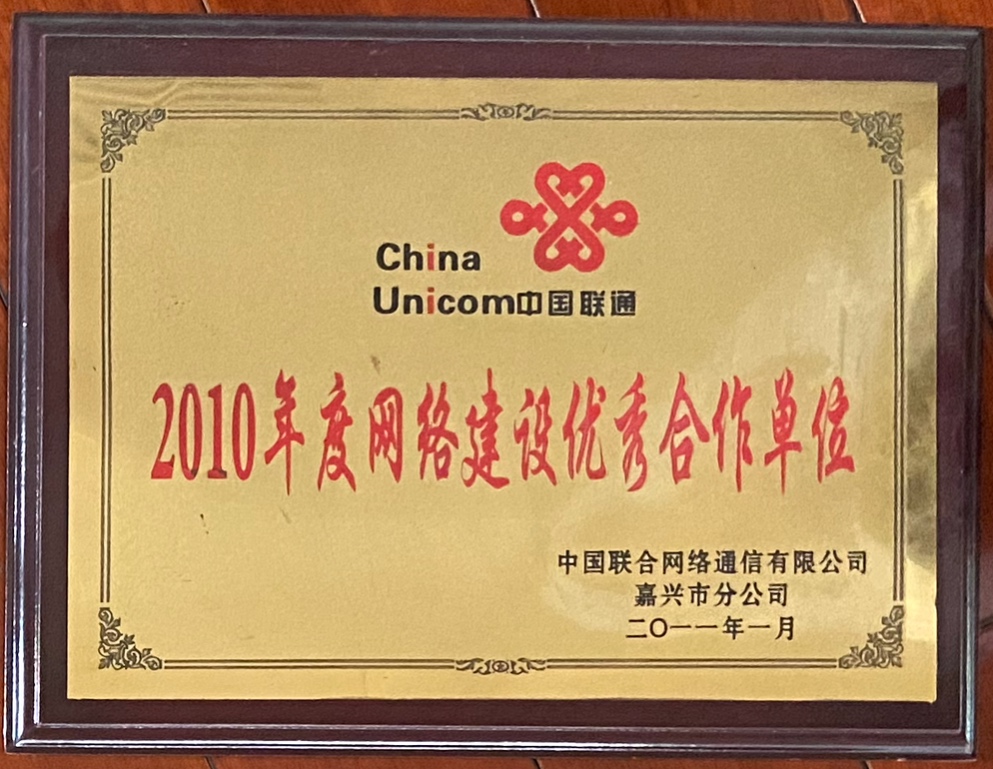 China
Unicom中国联通
2010年度网络建设优秀合作单位
中国联合网络通信有限公司
嘉兴市分公司
二〇一一年一月